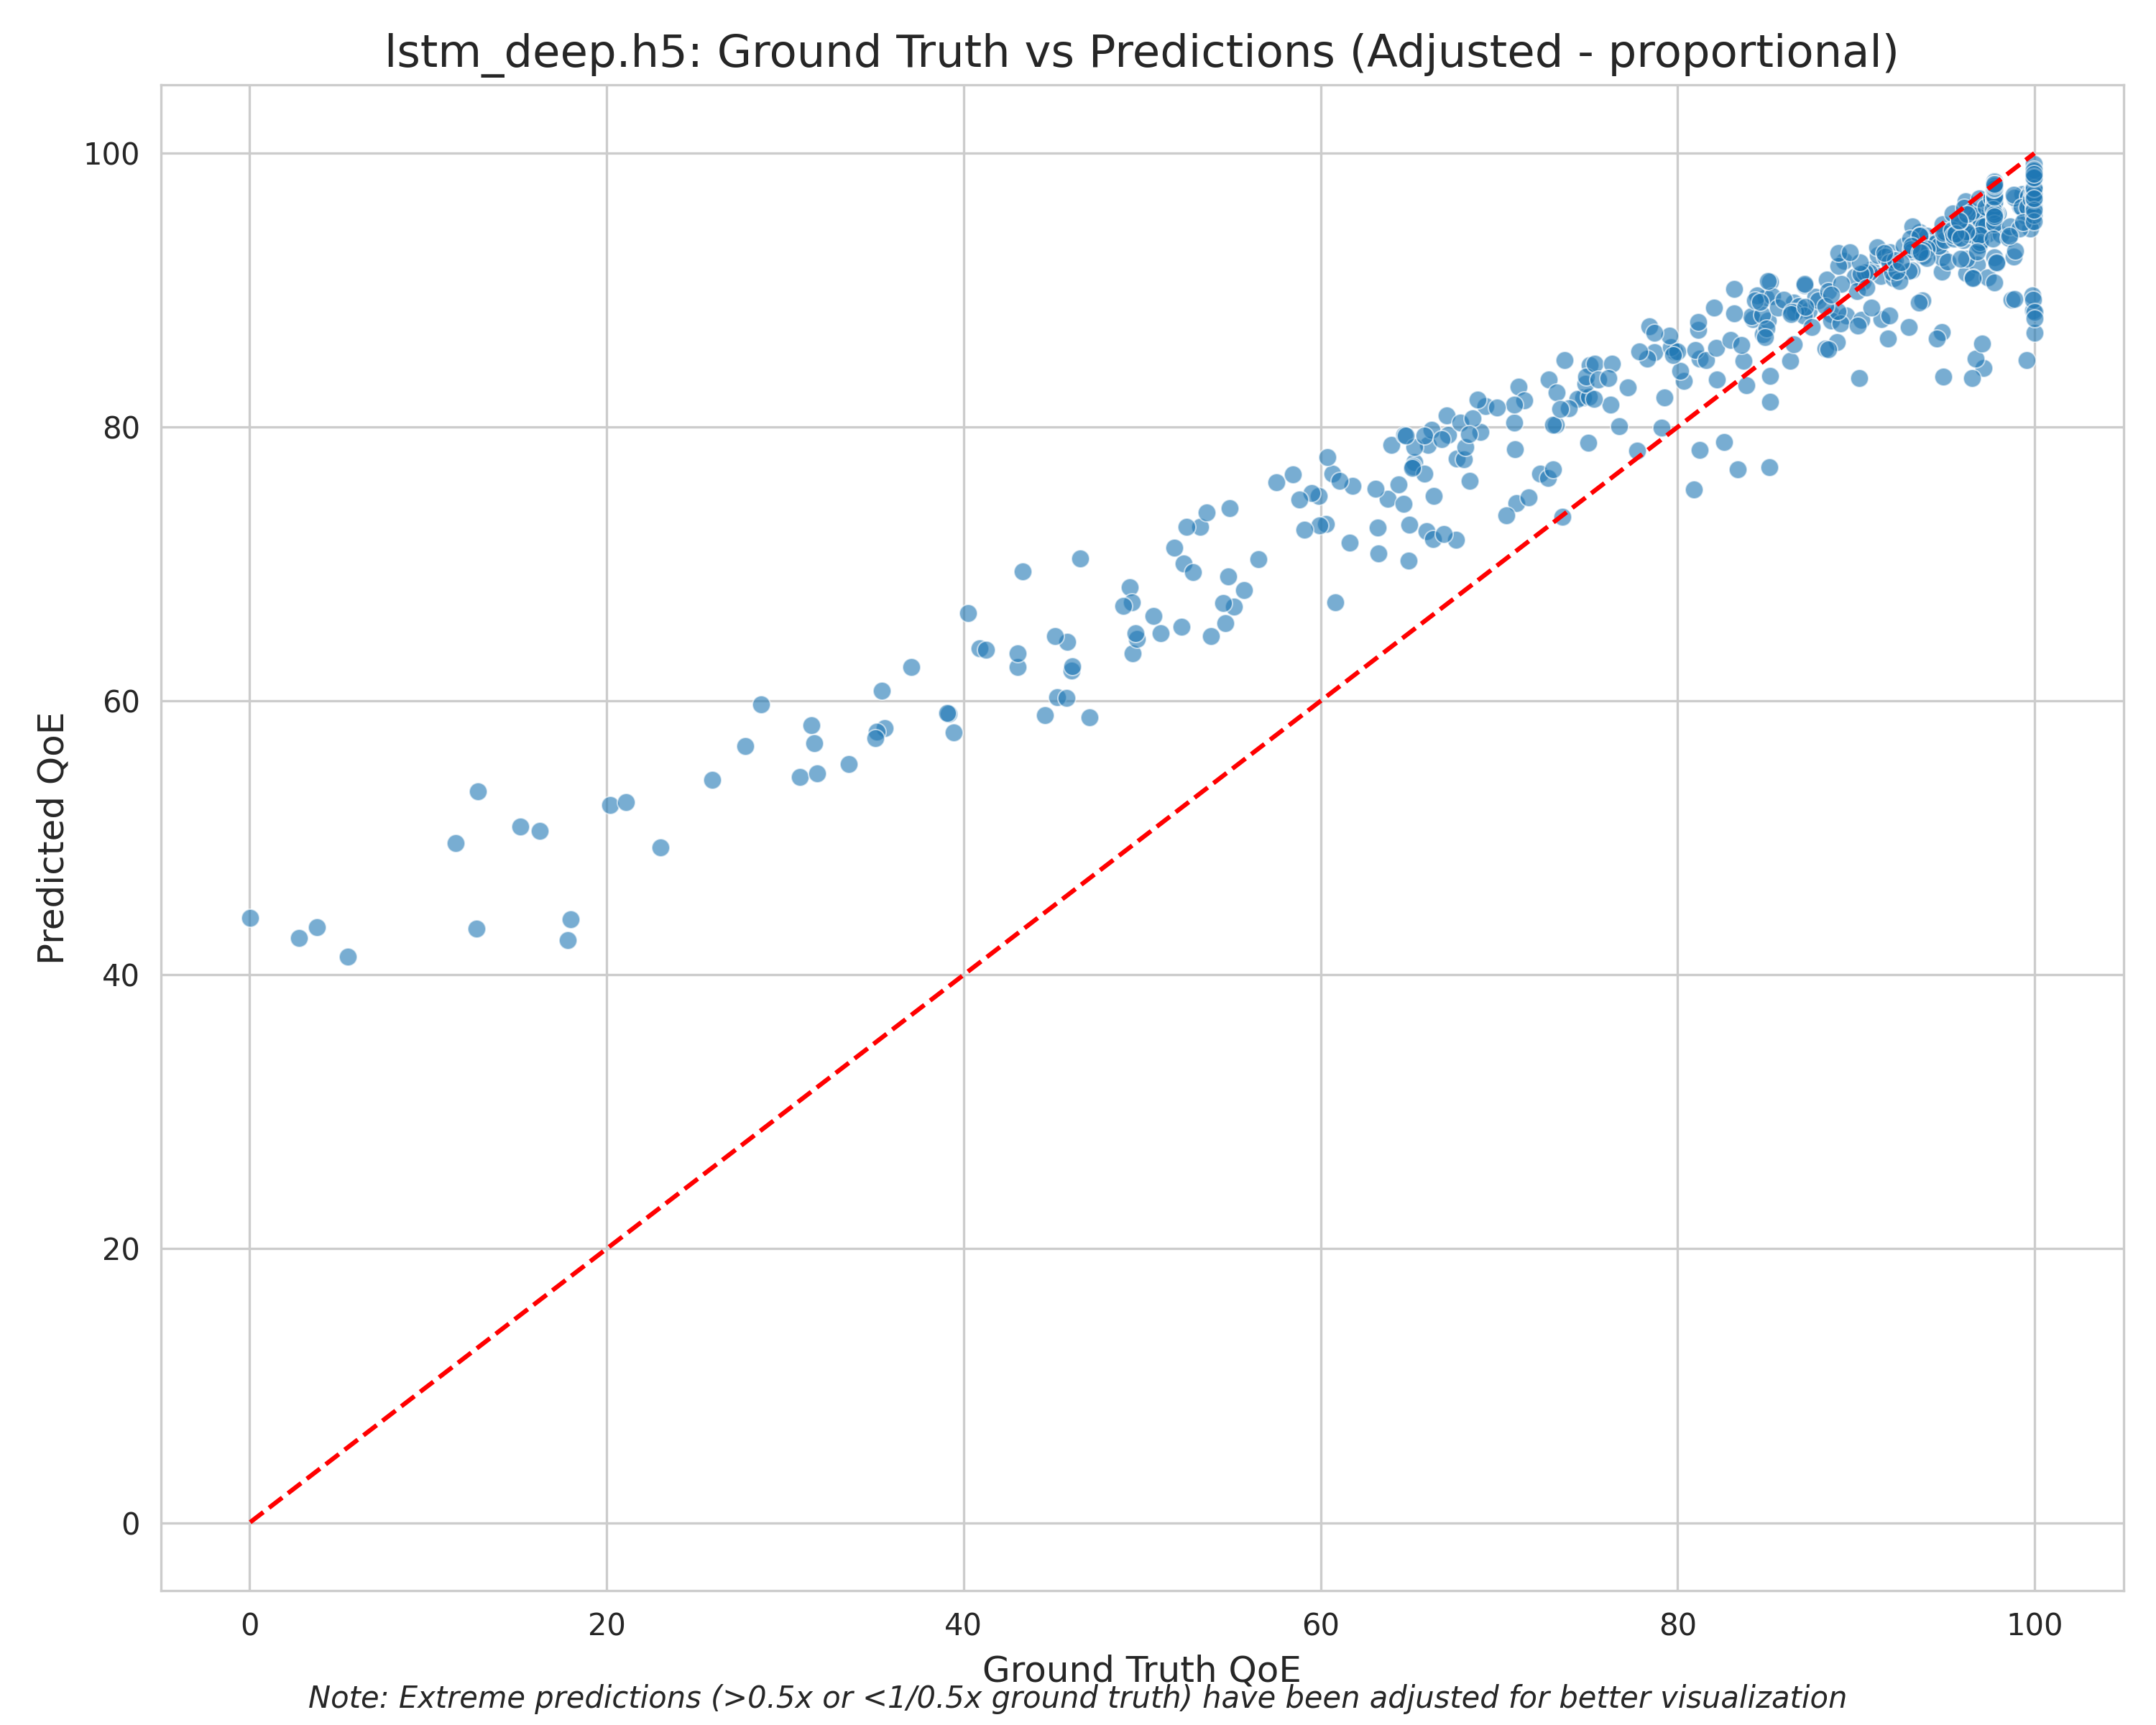 lstm_deep.h5: Ground Truth vs Predictions (Adjusted - proportional)
100
80
60
40
20
0
Predicted QoE
0 20 40 60 80 100
Ground Truth QoE
Note: Extreme predictions (>0.5x or <1/0.5x ground truth) have been adjusted for better visualization